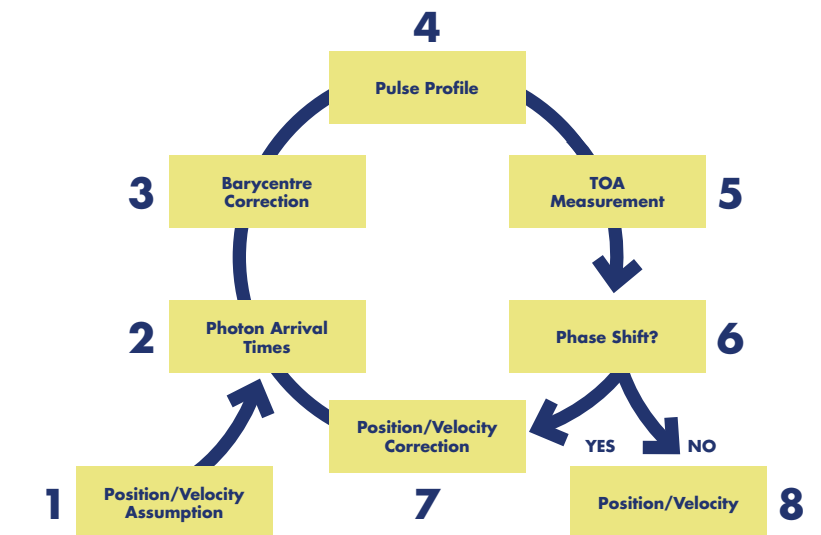 4
Pulse Profile
3
Barycentre
Correction
TOA
Measurement
5
2
Photon Arrival
Times
Phase Shift?
6
Position/Velocity
Correction
YES
NO
1
Position/Velocity
Assumption
7
Position/Velocity
8